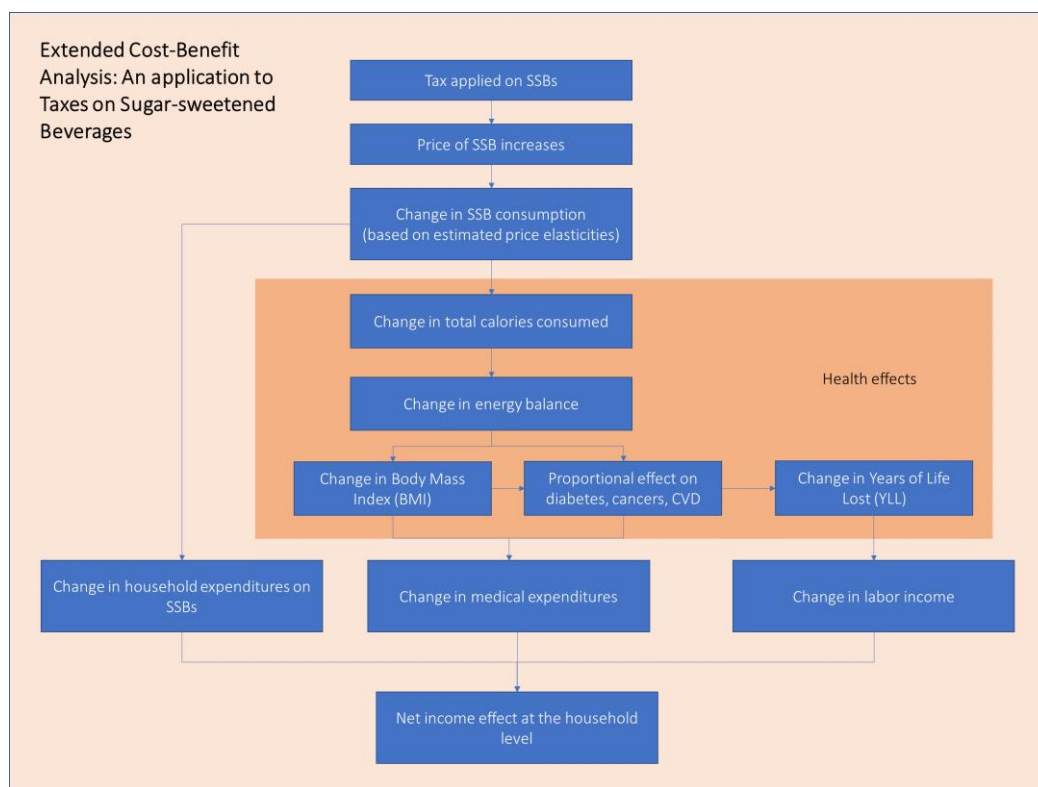 Extended Cost-Benefit
Analysis: An application to
Taxes on Sugar-sweetened
Beverages
Tax applied on SSBs
Price of SSB increases
Change in SSB consumption
(based on estimated price elasticities)
Change in total calories consumed
Health effects
Change in energy balance
Change in Body Mass
Index (BMI)
Proportional effect on
diabetes, cancers, CVD
Change in Years of Life
Lost (YLL)
Change in household expenditures on
SSBs
Change in medical expenditures
Change in labor income
Net income effect at the household
level